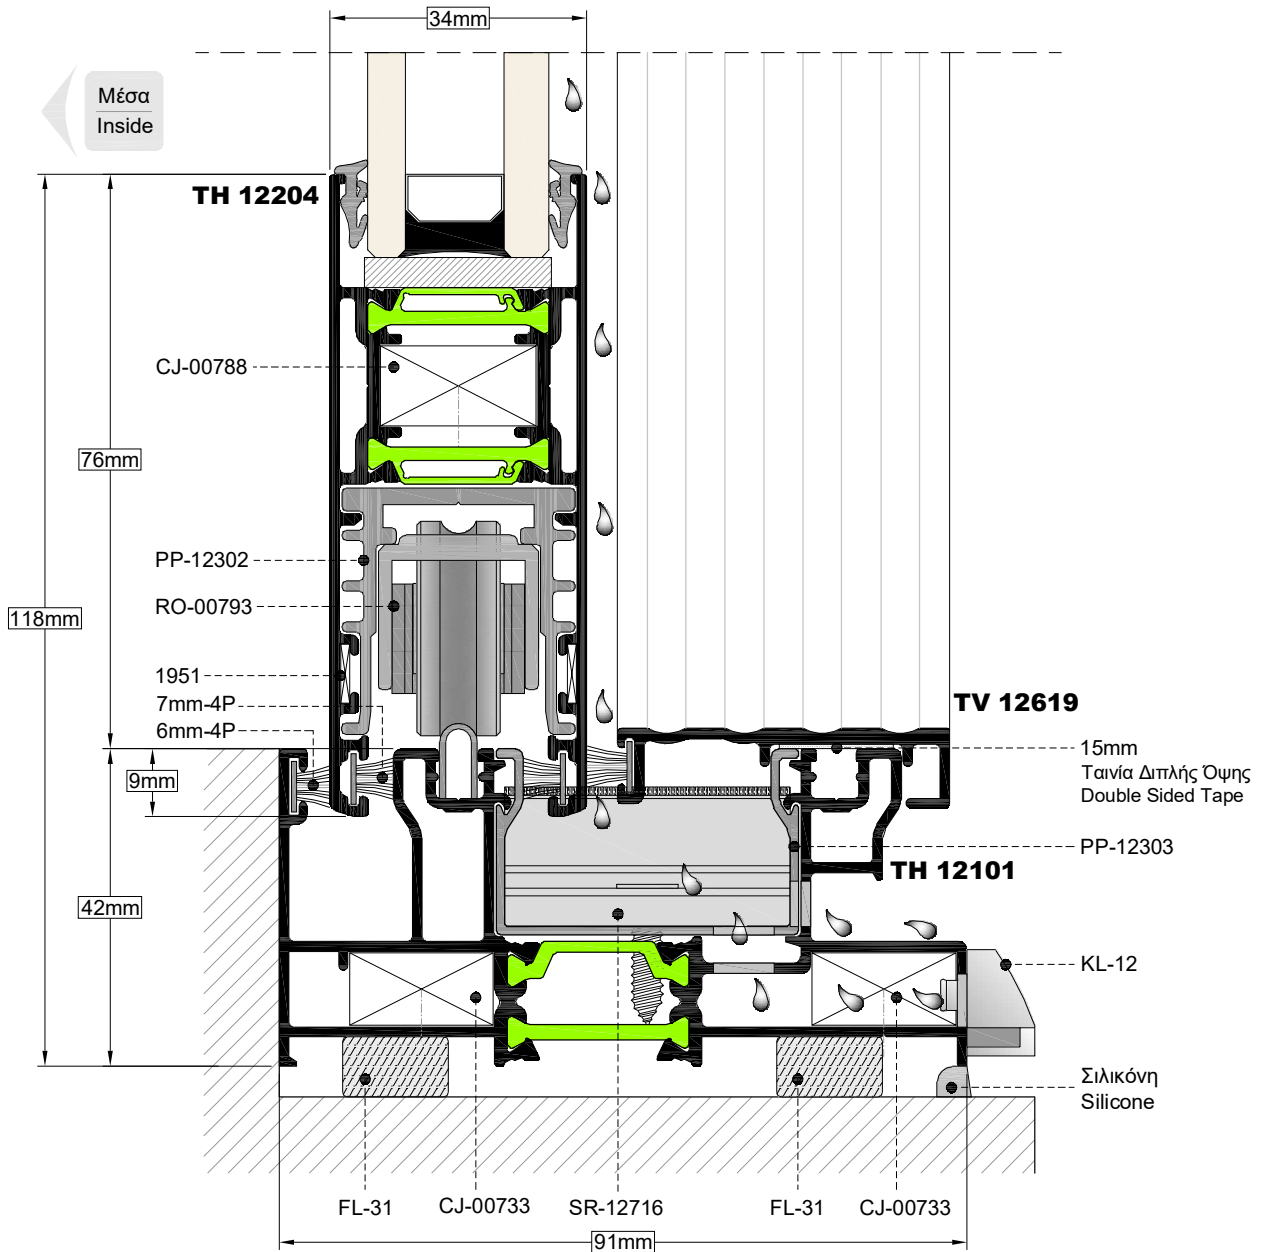 34mm
Μέσα
Inside
TH 12204
CJ-00788
76mm
PP-12302
RO-00793
118mm
1951
7mm-4P
6mm-4P
TV 12619
9mm
15mm
Ταινία Διπλής Όψης
Double Sided Tape
PP-12303
TH 12101
42mm
KL-12
Σιλικόνη
Silicone
FL-31
CJ-00733
SR-12716
FL-31
CJ-00733
91mm